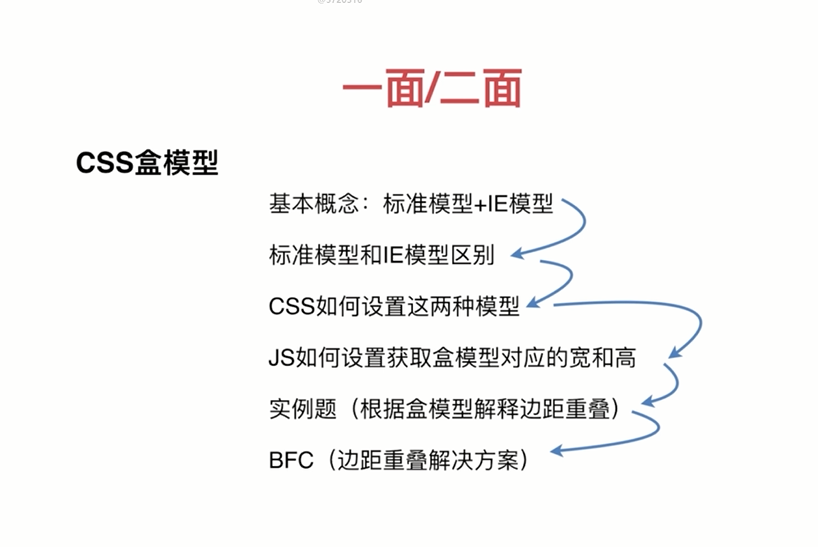 一面/二面
CSS盒模型
基本概念：标准模型+IE模型
标准模型和IE模型区别
CSS如何设置这两种模型
JS如何设置获取盒模型对应的宽和高
实例题（根据盒模型解释边距重叠）
BFC（边距重叠解决方案）